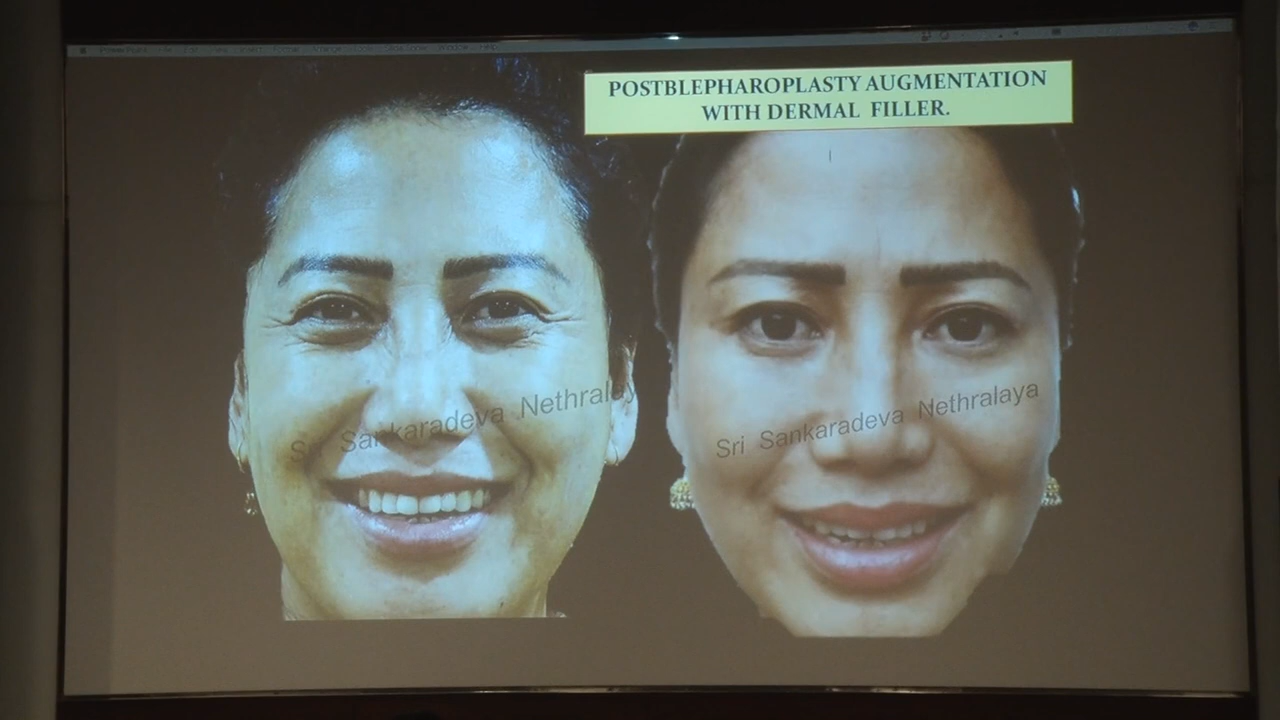 POSTBLEPHAROPLASTY AUGMENTATION
WITH DERMAL FILLER.
Sri Sankaradeva Nethralay
Sri Sankaradeva Nethralaya